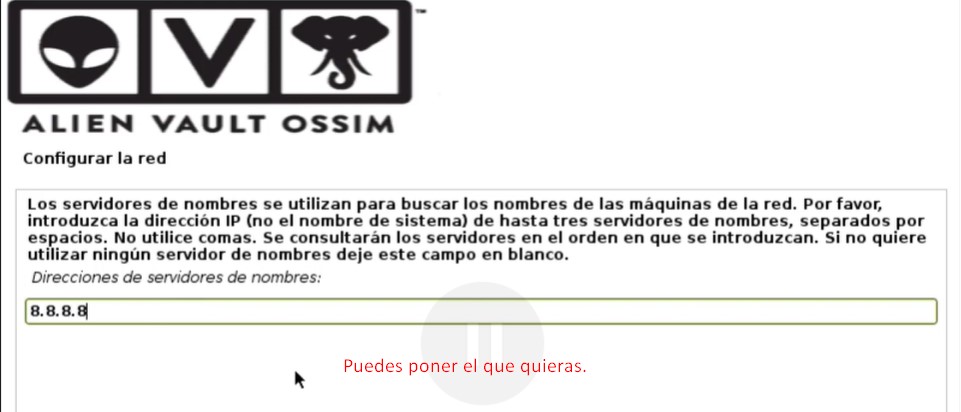 V
™
ALIEN VAULT OSSIM
Configurar la red
Los servidores de nombres se utilizan para buscar los nombres de las máquinas de la red. Por favor,
introduzca la dirección IP (no el nombre de sistema) de hasta tres servidores de nombres, separados por
espacios. No utilice comas. Se consultarán los servidores en el orden en que se introduzcan. Si no quiere
utilizar ningún servidor de nombres deje este campo en blanco.
Direcciones de servidores de nombres:
8.8.8.8
Puedes poner el que quieras.